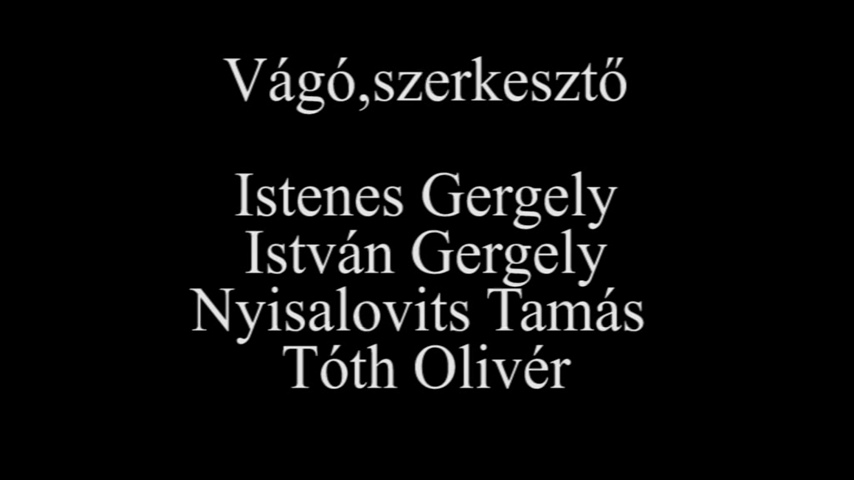 Vágó,szerkesztő
Istenes Gergely
István Gergely
Nyisalovits Tamás
Tóth Olivér